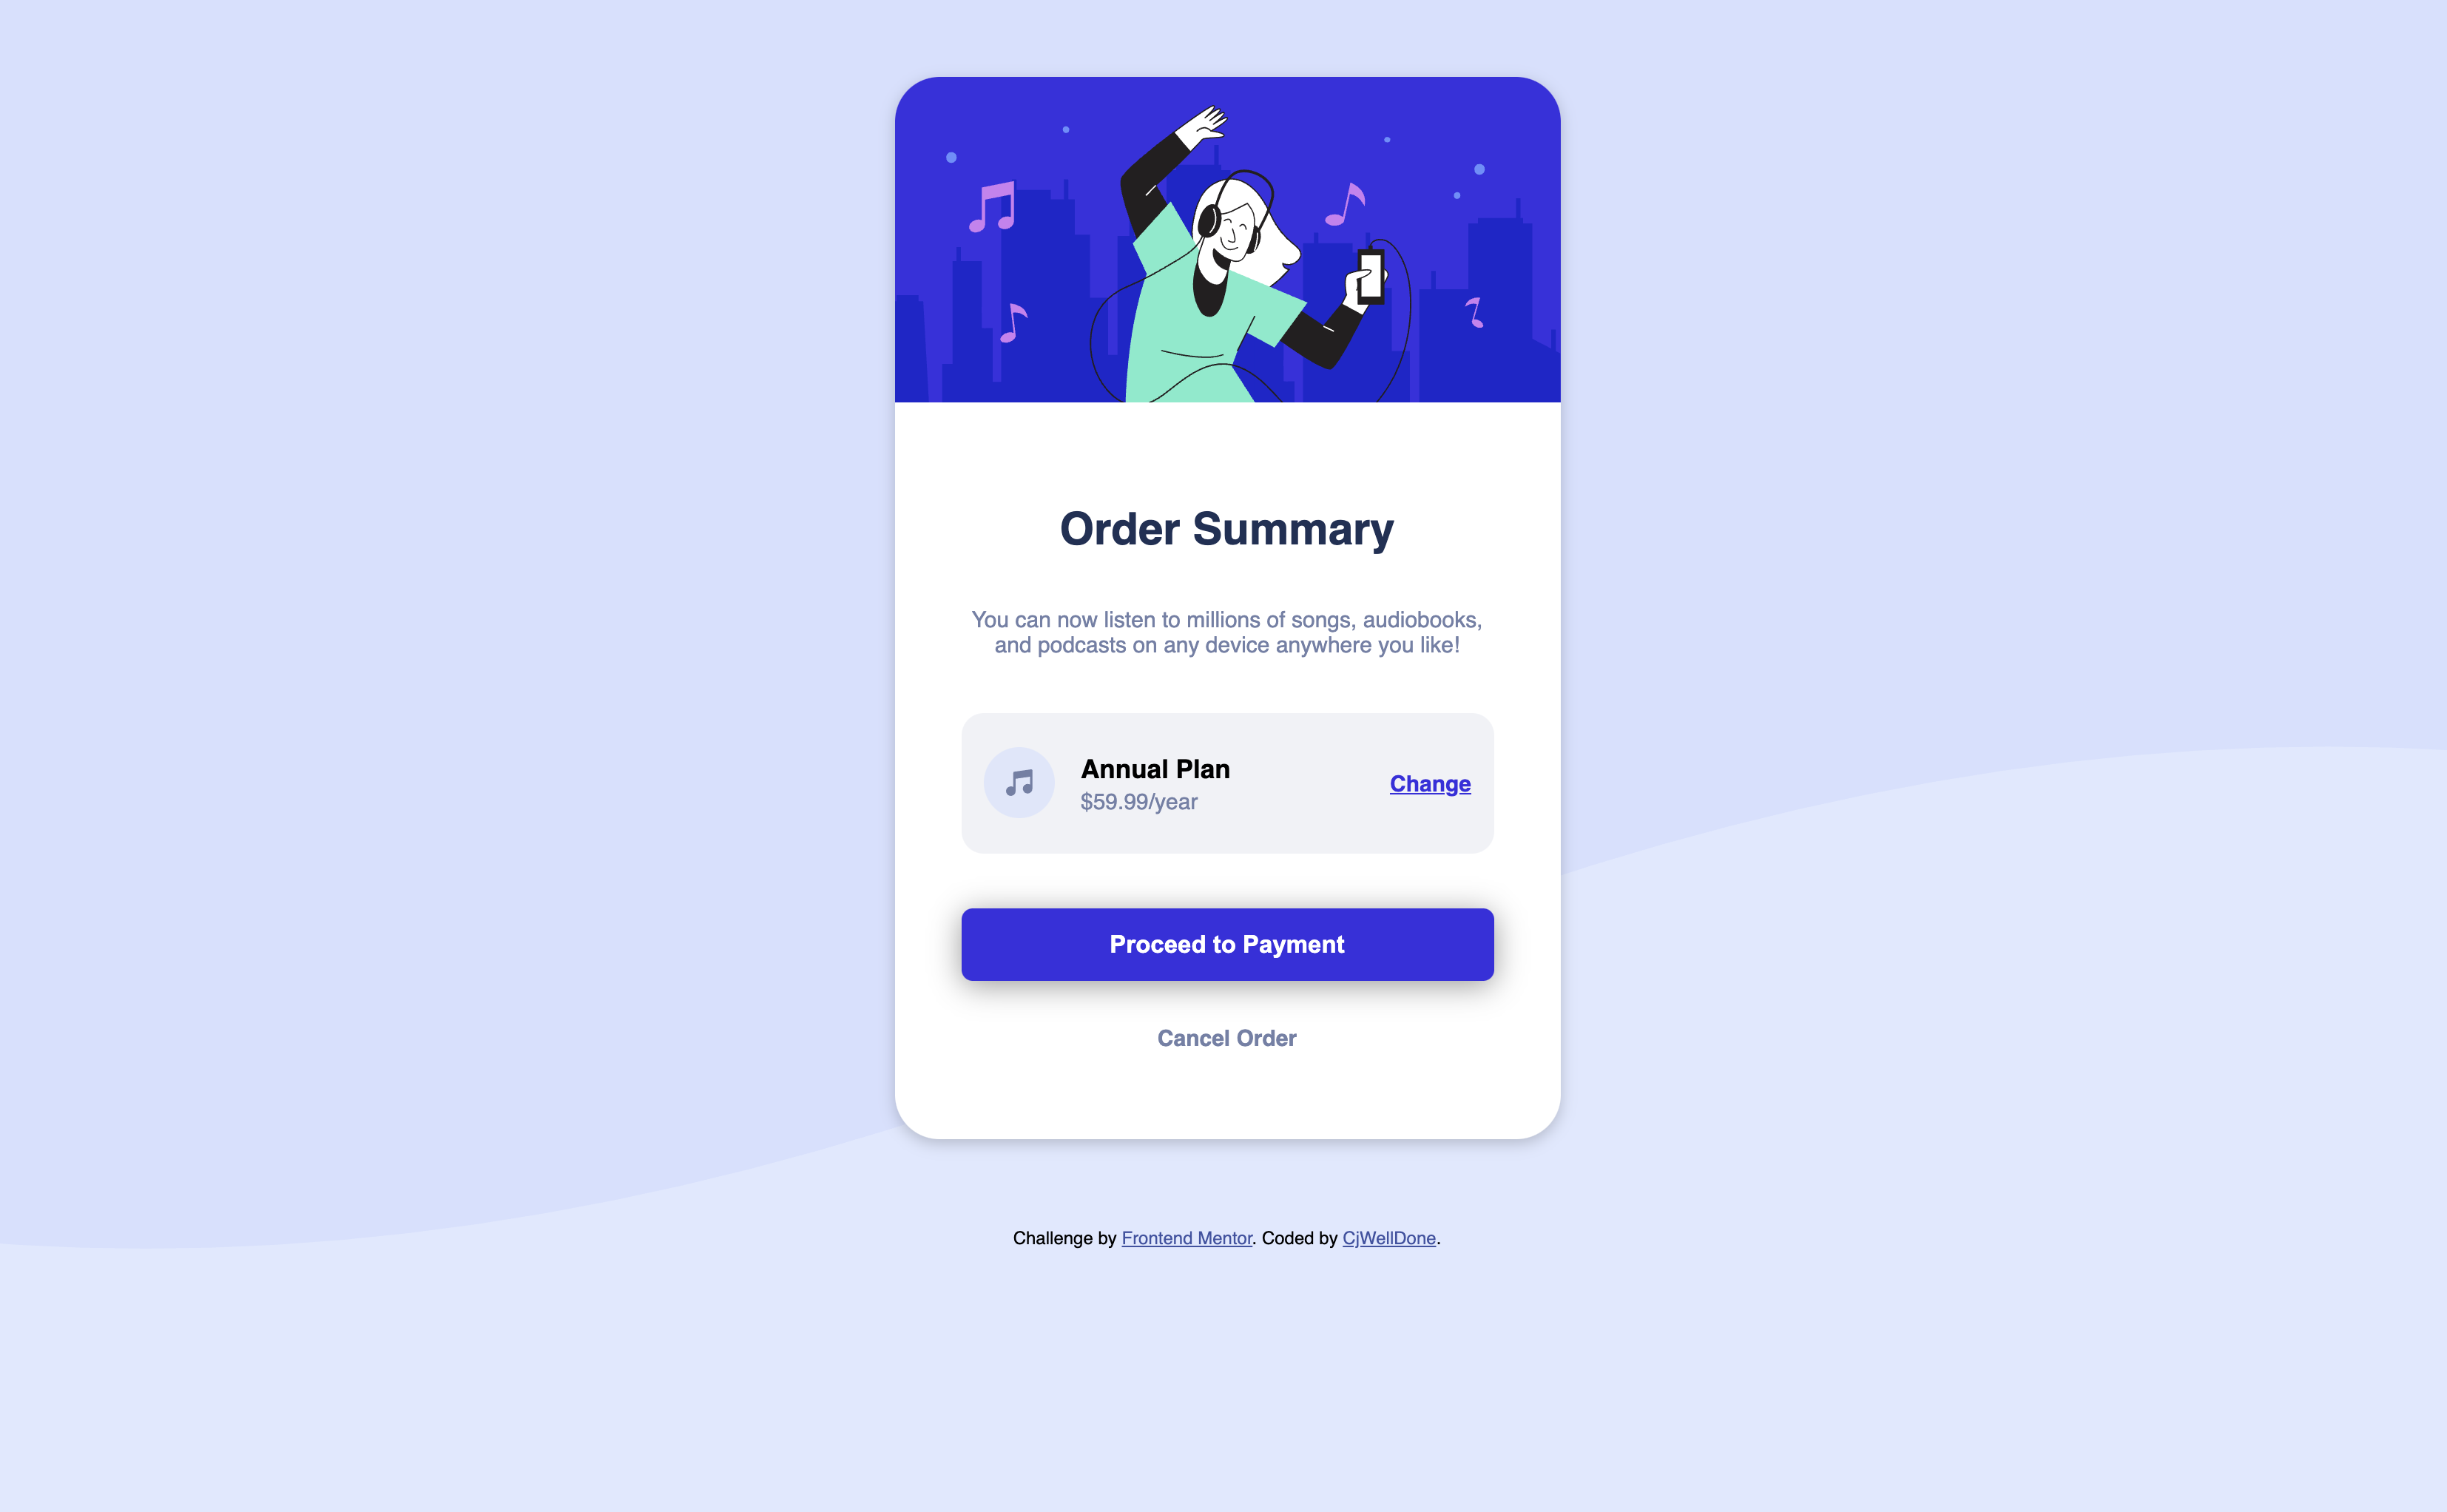 Order Summary
You can now listen to millions of songs, audiobooks,
and podcasts on any device anywhere you like!
Annual Plan
$59.99/year
Change
Proceed to Payment
Cancel Order
Challenge by Frontend Mentor. Coded by CjWellDone.